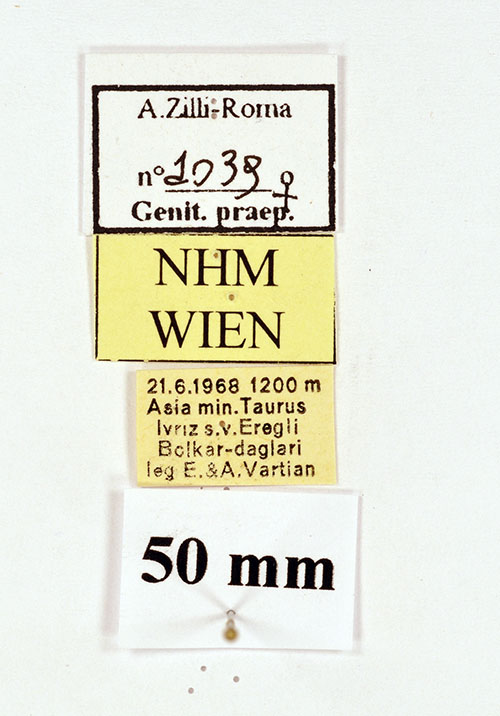 A.Zilli-Roma
n° 1039 ♀
Genit. praep.
NHM
WIEN
21.6.1968 1200 m
Asia min.Taurus
Ivriz s.v.Eregli
Bolkar-daglari
leg E.&A.Vartian
50 mm